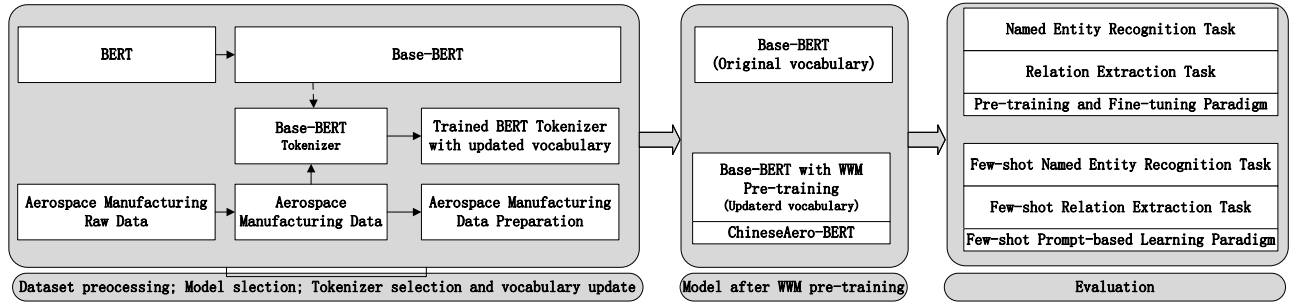 BERT
Base-BERT
Base-BERT
Tokenizer
Trained BERT Tokenizer
with updated vocabulary
Aerospace Manufacturing
Raw Data
Aerospace
Manufacturing Data
Aerospace Manufacturing
Data Preparation
Dataset preocessing; Model slection; Tokenizer selection and vocabulary update
Base-BERT
(Original vocabulary)
Base-BERT with WWM
Pre-training
(Updaterd vocabulary)
ChineseAero-BERT
Model after WWM pre-training
Named Entity Recognition Task
Relation Extraction Task
Pre-training and Fine-tuning Paradigm
Few-shot Named Entity Recognition Task
Few-shot Relation Extraction Task
Few-shot Prompt-based Learning Paradigm
Evaluation